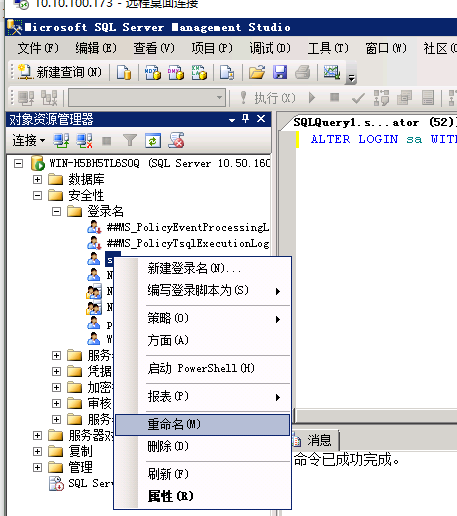 10.10.100.173 - 远程桌面连接
Microsoft SQL Server Management Studio
文件(F) 编辑(E) 查看(V) 项目(P) 调试(D) 工具(T) 窗口(W) 社区(
新建查询(N)
执行(X)
对象资源管理器
SQLQuery1.s...ator (52))
连接
ALTER LOGIN sa WITH
WIN-H5BH5TL6SOQ (SQL Server 10.50.160
数据库
安全性
登录名
##MS_PolicyEventProcessingL
##MS_PolicyTsqlExecutionLog
s
N
N
N
p
W
服务
凭据
加密
审核
服务
服务器对
复制
管理
SQL Serv
新建登录名(N)...
编写登录脚本为(S)
策略(O)
方面(A)
启动 PowerShell(H)
报表(P)
重命名(M)
删除(D)
刷新(F)
属性(R)
消息
命令已成功完成。